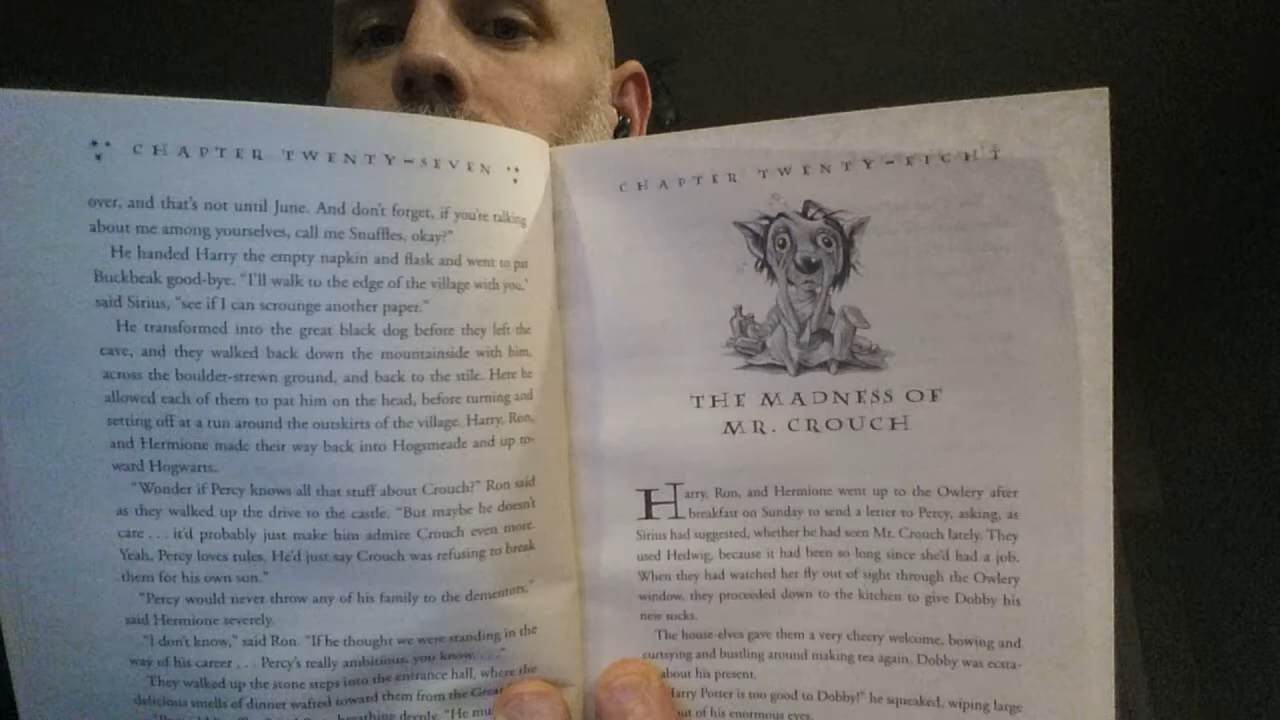 CHAPTER TWENTY-SEVEN
over, and that's not until June. And don't forget, if you're talking
about me among yourselves, call me Snuffles, okay?"
He handed Harry the empty napkin and flask and went to pat
Buckbeak good-bye. "I'll walk to the edge of the village with you,"
said Sirius, "see if I can scrounge another paper."
He transformed into the great black dog before they left the
cave, and they walked back down the mountainside with him,
across the boulder-strewn ground, and back to the stile. Here he
allowed each of them to pat him on the head, before turning and
setting off at a run around the outskirts of the village. Harry, Ron,
and Hermione made their way back into Hogsmeade and up to-
ward Hogwarts.
"Wonder if Percy knows all that stuff about Crouch?" Ron said
as they walked up the drive to the castle. "But maybe he doesn't
care . . . it'd probably just make him admire Crouch even more.
Yeah, Percy loves rules. He'd just say Crouch was refusing to break
them for his own son."
"Percy would never throw any of his family to the dementors,"
said Hermione severely.
"I don't know," said Ron. "If he thought we were standing in the
way of his career . . . Percy's really ambitious, you know. . . ."
They walked up the stone steps into the entrance hall, where the
delicious smells of dinner wafted toward them from the Great
breathing deeply. "He
CHAPTER TWENTY-EIGHT
THE MADNESS OF
MR. CROUCH
Harry, Ron, and Hermione went up to the Owlery after
breakfast on Sunday to send a letter to Percy, asking, as
Sirius had suggested, whether he had seen Mr. Crouch lately. They
used Hedwig, because it had been so long since she'd had a job.
When they had watched her fly out of sight through the Owlery
window, they proceeded down to the kitchen to give Dobby his
new socks.
The house-elves gave them a very cheery welcome, bowing and
curtsying and bustling around making tea again. Dobby was ecsta-
about his present.
Harry Potter is too good to Dobby!" he squeaked, wiping large
out of his enormous eyes.